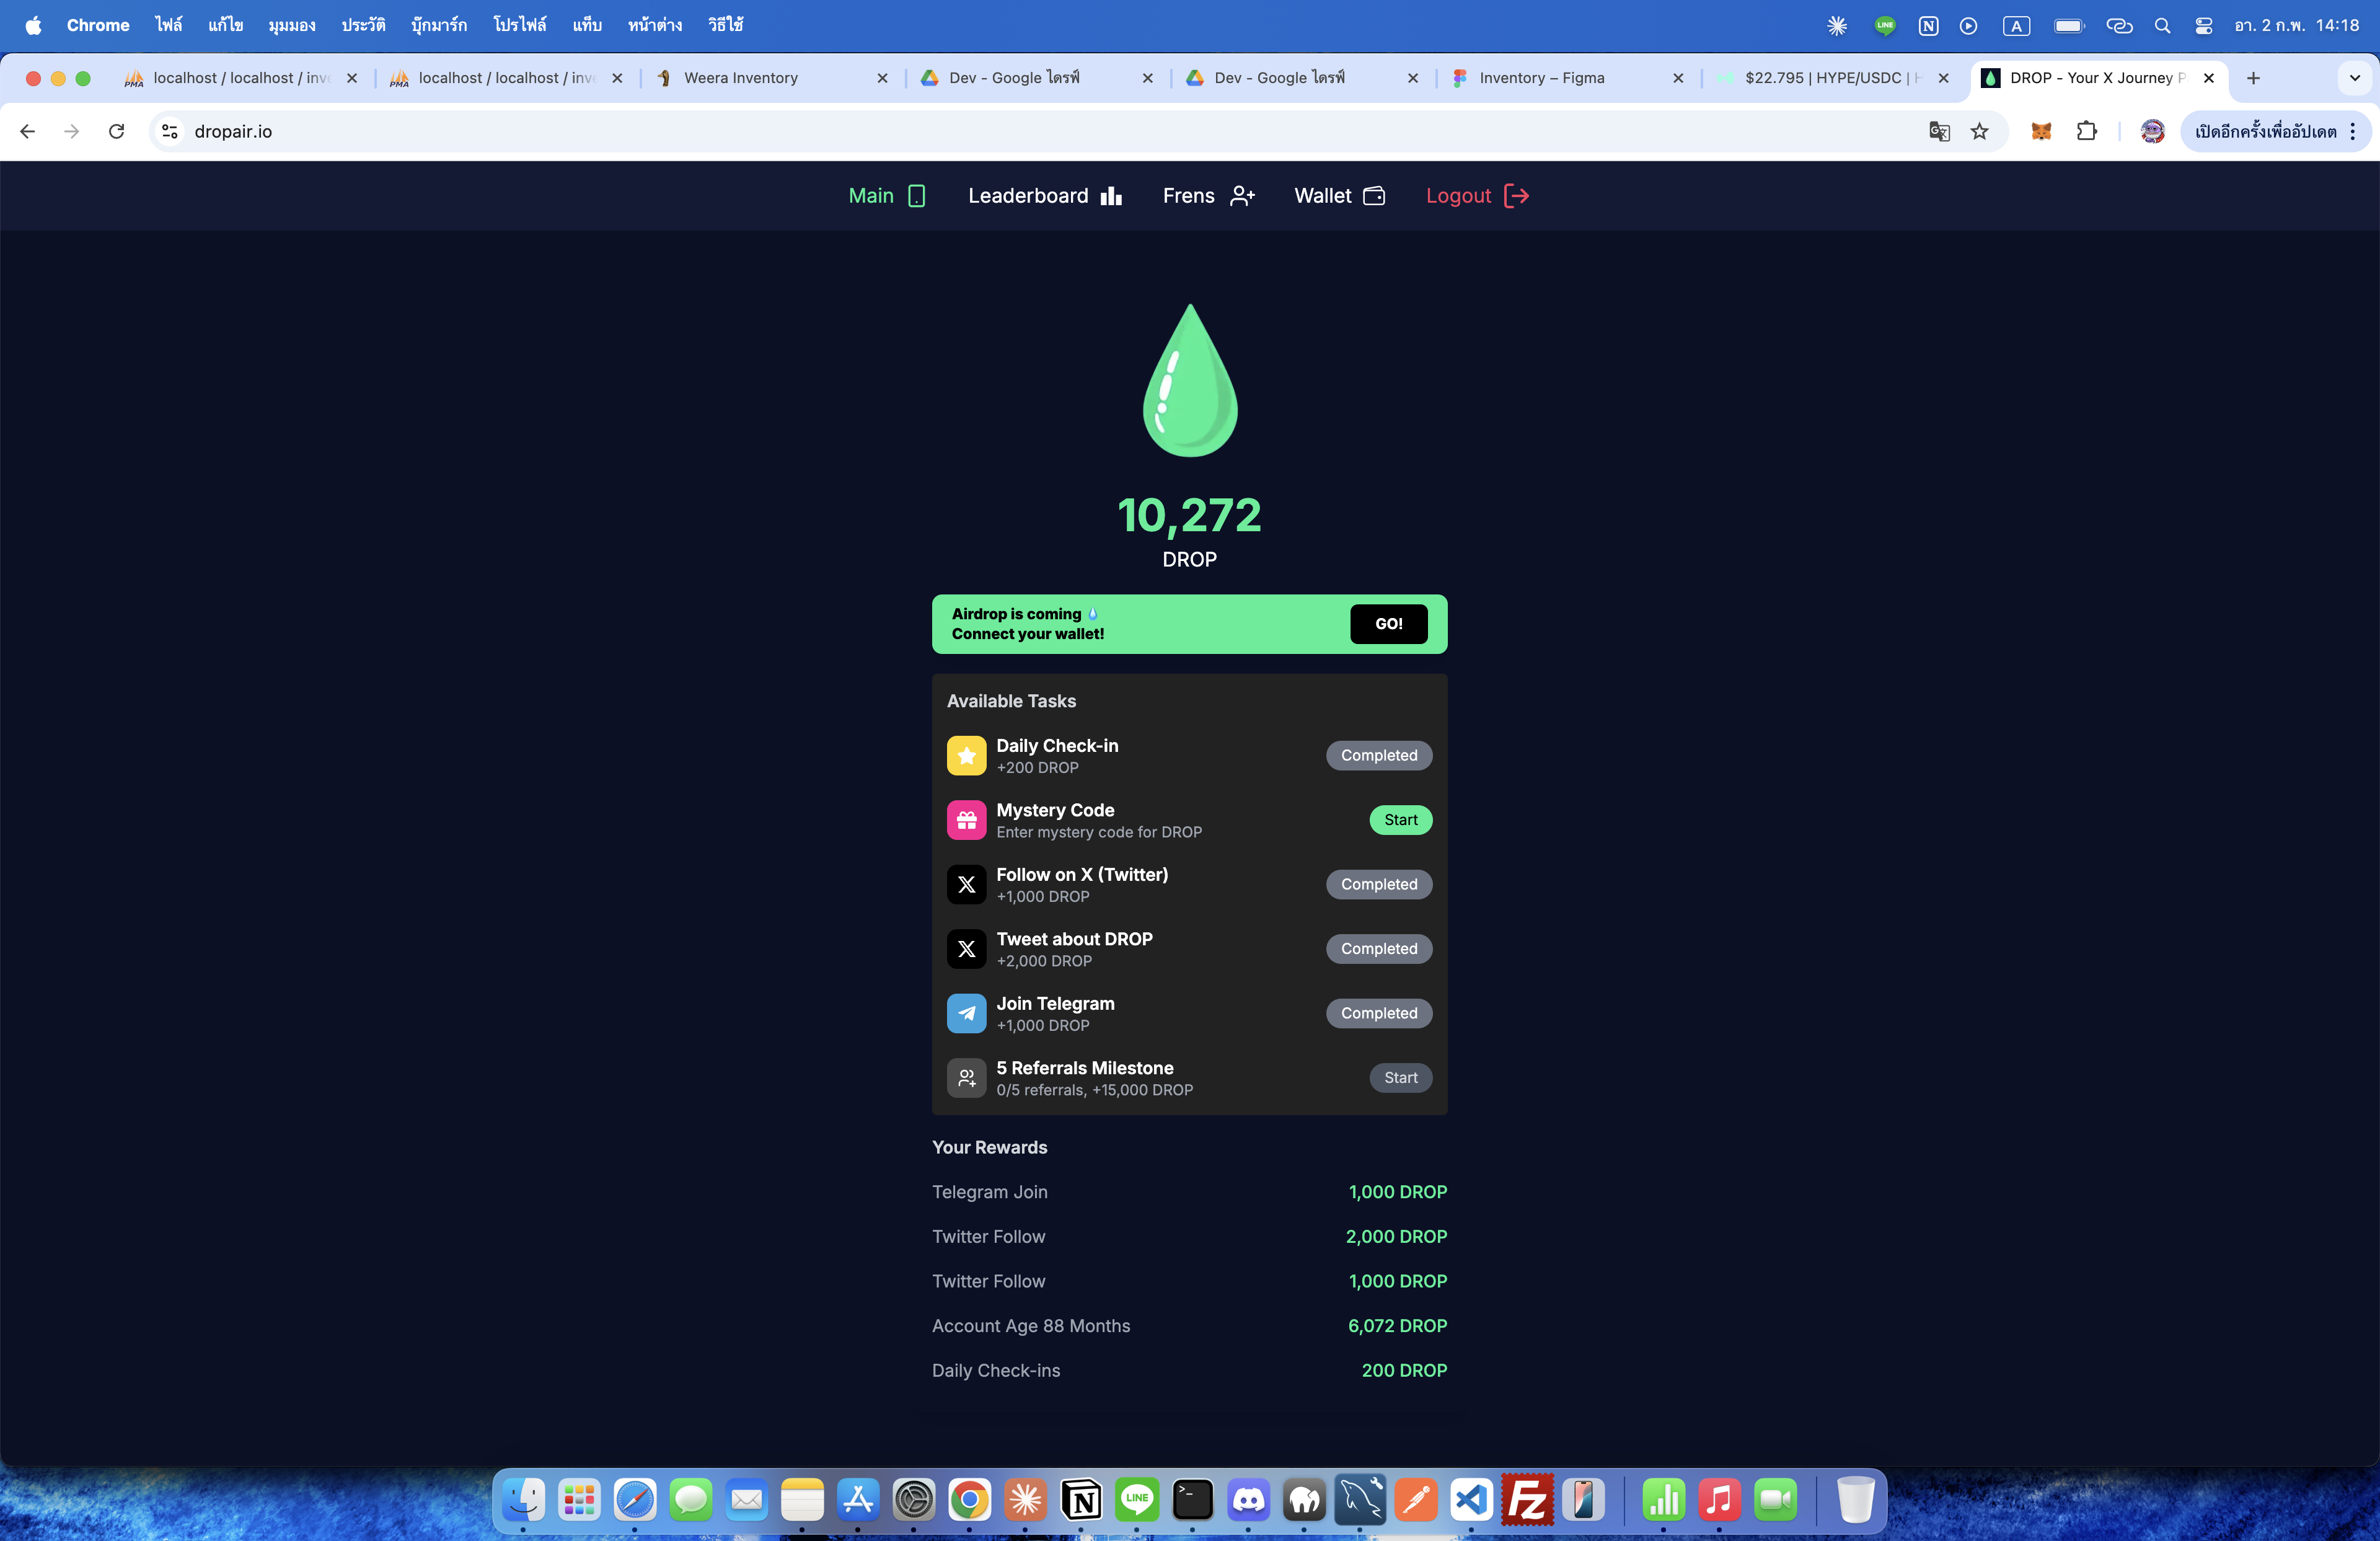 Chrome ไฟล์ แก้ไข มุมมอง ประวัติ บุ๊กมาร์ก โปรไฟล์ แท็บ หน้าต่าง วิธีใช้ LINE N A อา. 2 ก.พ. 14:18
PMA localhost / localhost / inve PMA localhost / localhost / inve Weera Inventory Dev - Google ไดรฟ์ Dev - Google ไดรฟ์ Inventory – Figma $22.795 | HYPE/USDC | H DROP - Your X Journey P
dropair.io เปิดอีกครั้งเพื่ออัปเดต
Main Leaderboard Frens Wallet Logout
10,272
DROP
Airdrop is coming 💧
Connect your wallet!
GO!
Available Tasks
Daily Check-in
+200 DROP
Completed
Mystery Code
Enter mystery code for DROP
Start
Follow on X (Twitter)
+1,000 DROP
Completed
Tweet about DROP
+2,000 DROP
Completed
Join Telegram
+1,000 DROP
Completed
5 Referrals Milestone
0/5 referrals, +15,000 DROP
Start
Your Rewards
Telegram Join 1,000 DROP
Twitter Follow 2,000 DROP
Twitter Follow 1,000 DROP
Account Age 88 Months 6,072 DROP
Daily Check-ins 200 DROP
N LINE Fz